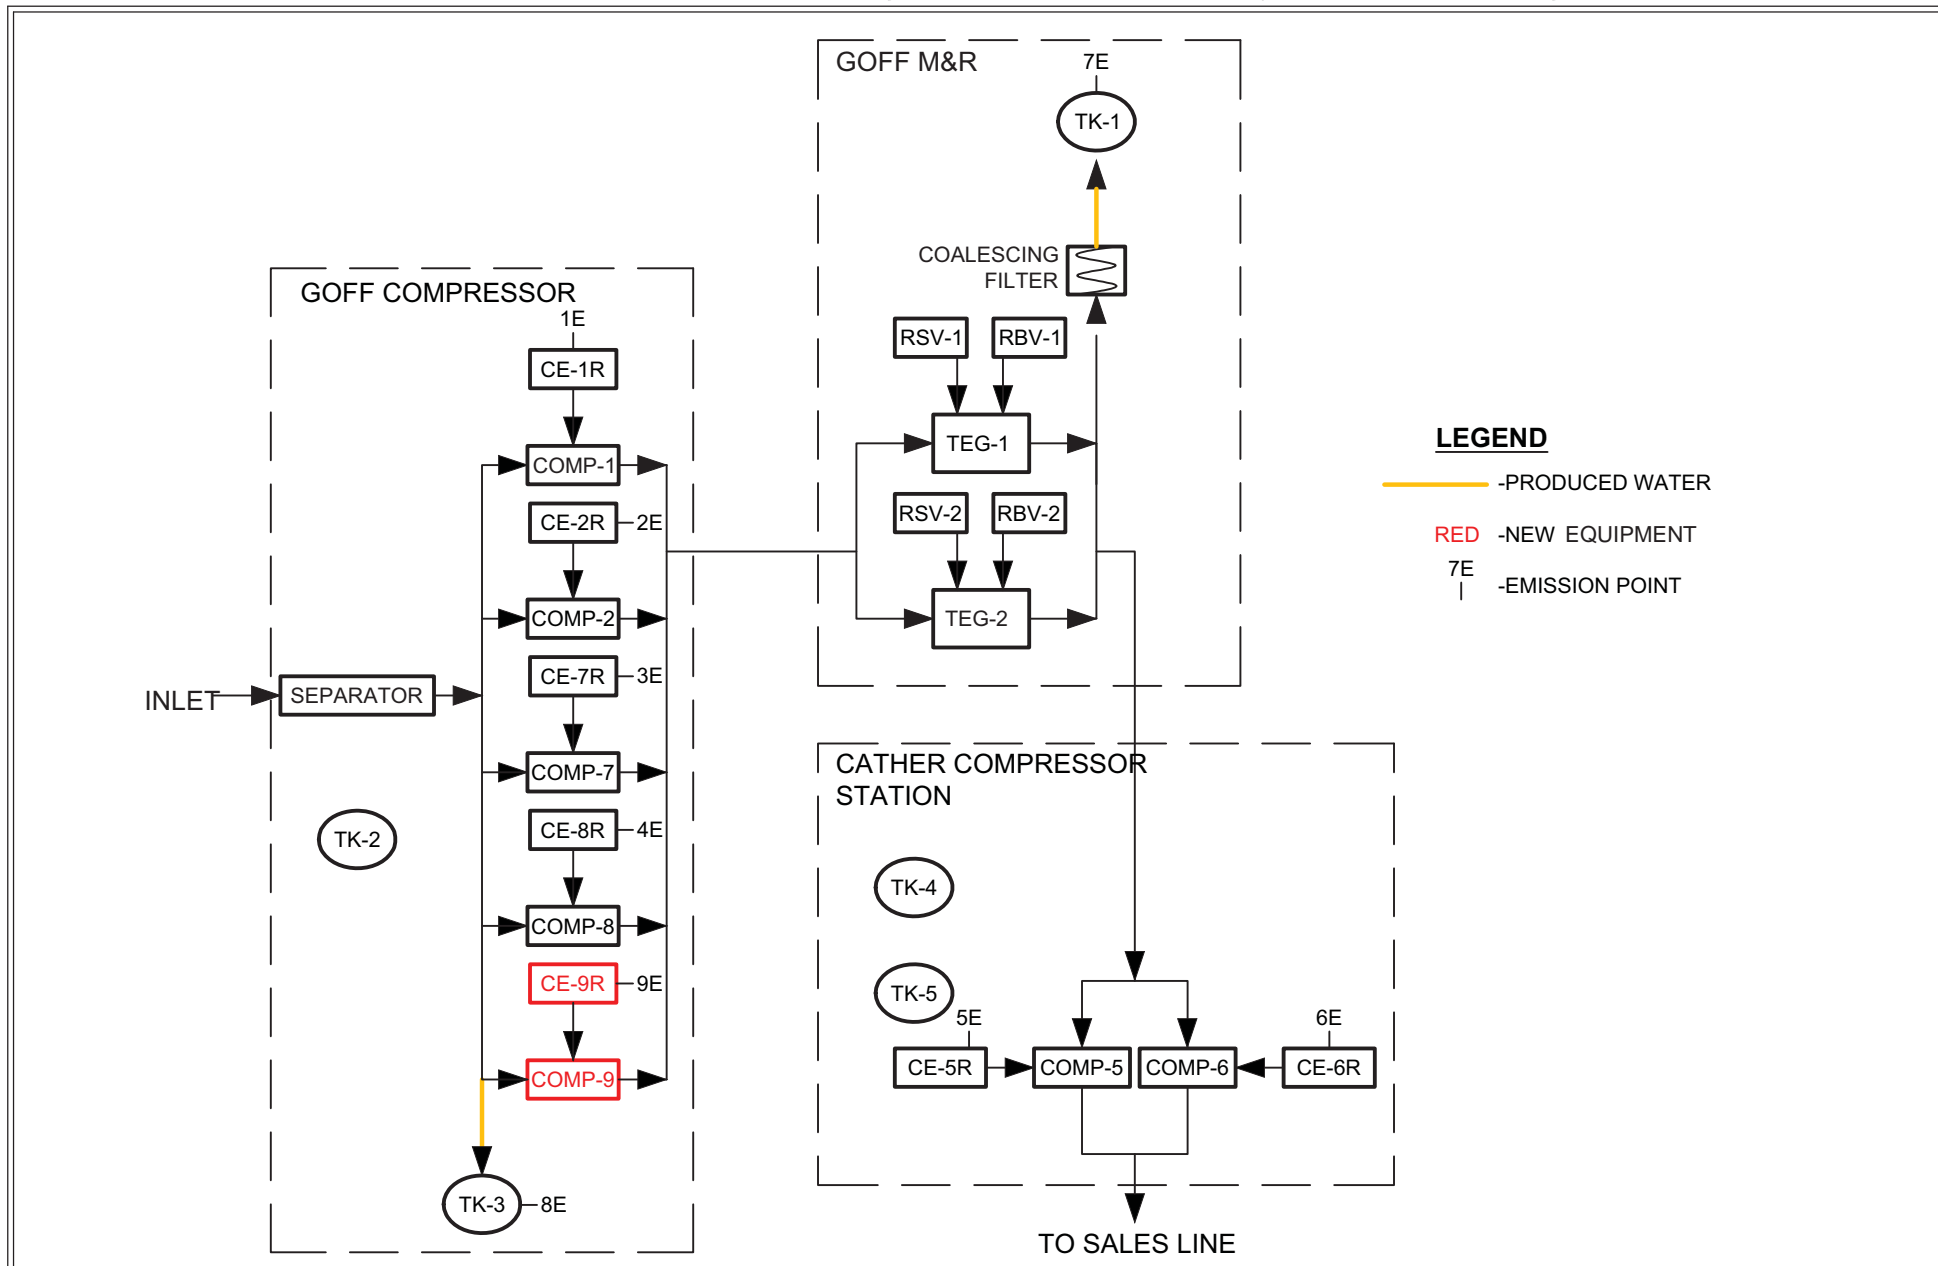 GOFF M&R
7E
TK-1
COALESCING
FILTER
RSV-1
RBV-1
TEG-1
RSV-2
RBV-2
TEG-2
GOFF COMPRESSOR
1E
CE-1R
COMP-1
CE-2R
2E
COMP-2
CE-7R
3E
INLET
SEPARATOR
COMP-7
CE-8R
4E
TK-2
COMP-8
CE-9R
9E
COMP-9
TK-3
8E
CATHER COMPRESSOR
STATION
TK-4
TK-5
5E
6E
CE-5R
COMP-5
COMP-6
CE-6R
TO SALES LINE
LEGEND
-PRODUCED WATER
RED -NEW EQUIPMENT
7E
-EMISSION POINT